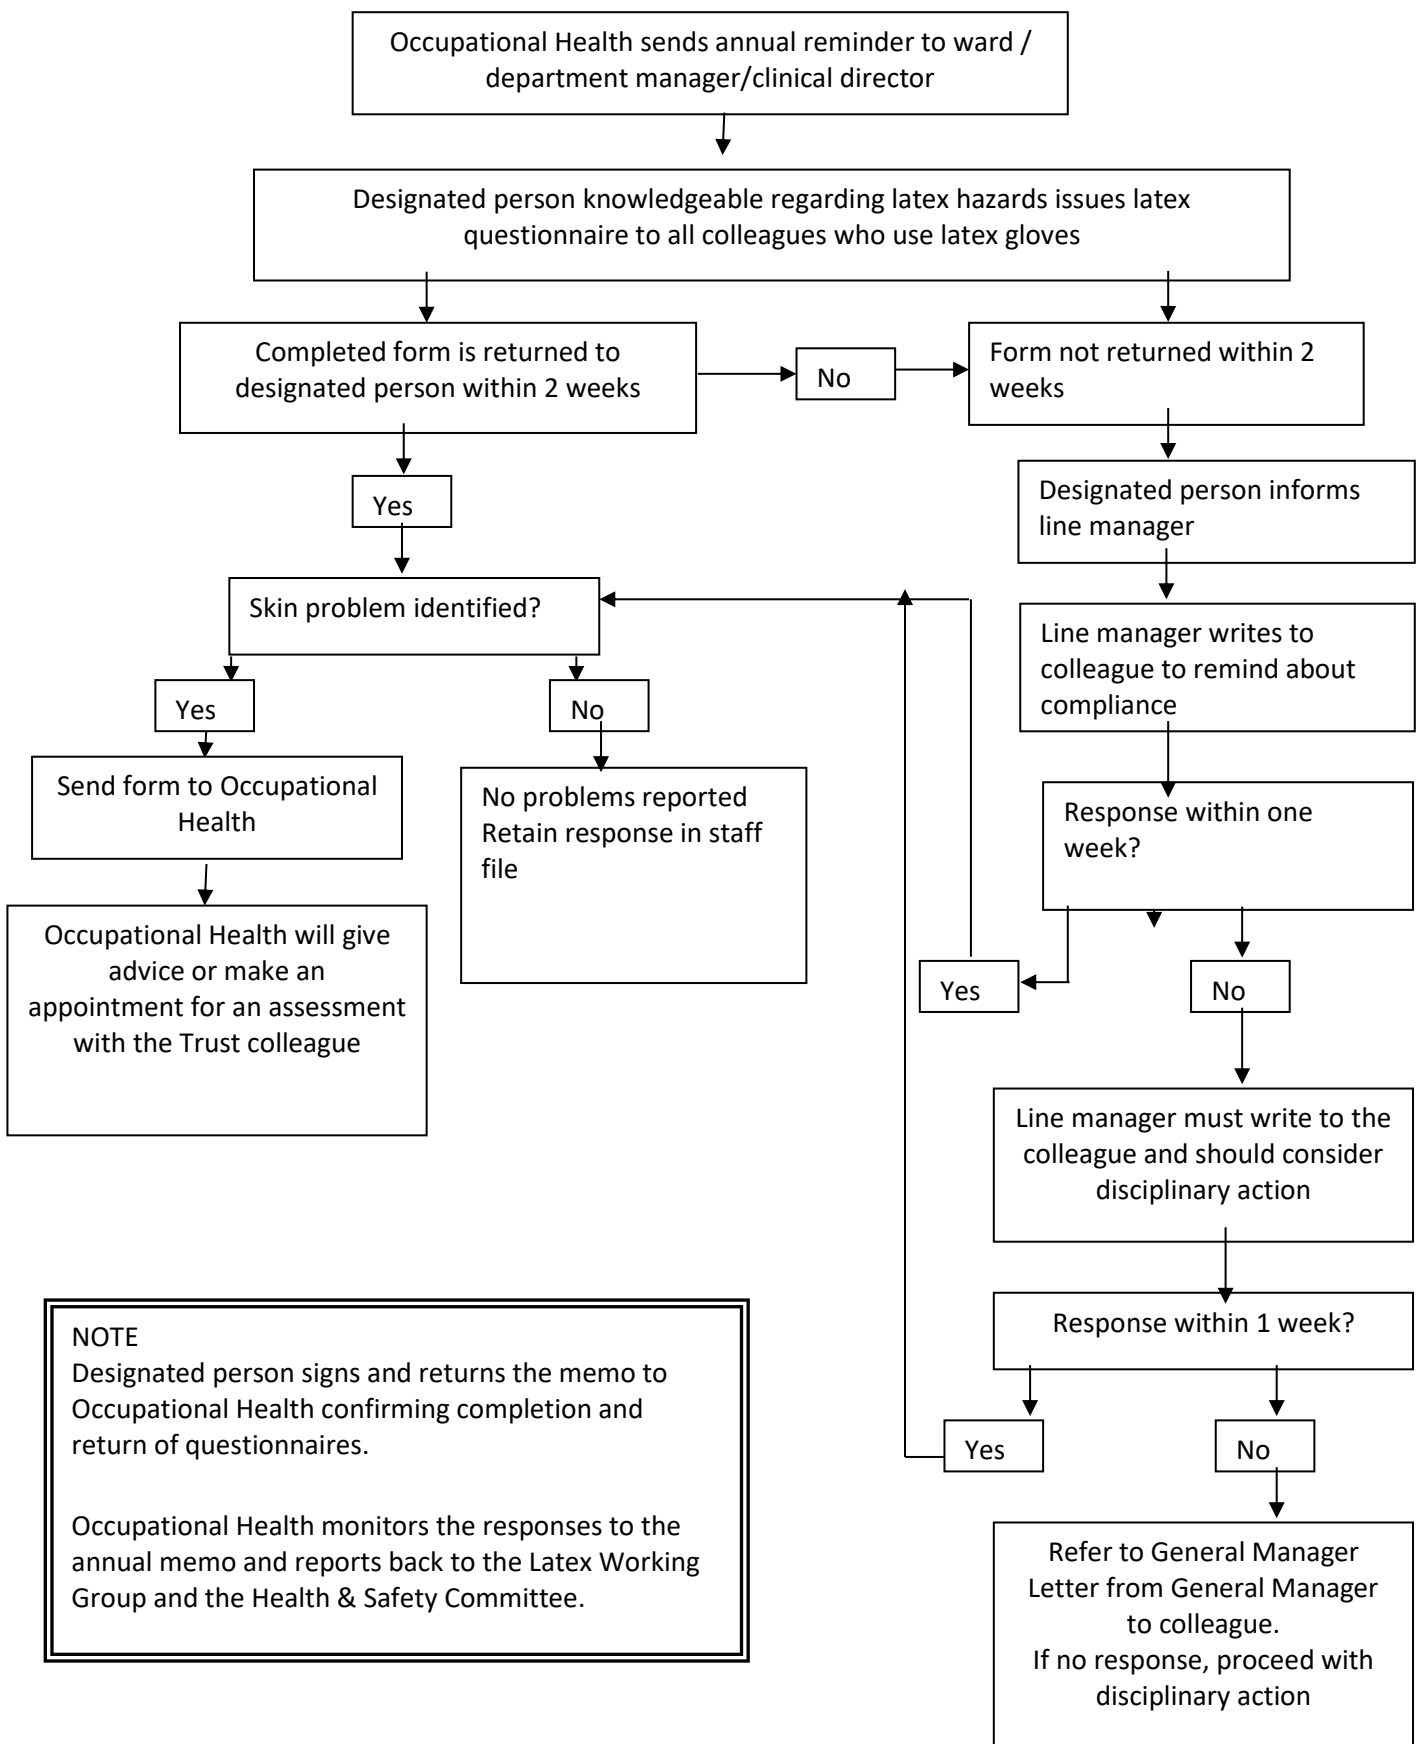 Occupational Health sends annual reminder to ward /
department manager/clinical director
Designated person knowledgeable regarding latex hazards issues latex
questionnaire to all colleagues who use latex gloves
Completed form is returned to
designated person within 2 weeks
No
Form not returned within 2
weeks
Yes
Designated person informs
line manager
Skin problem identified?
Line manager writes to
colleague to remind about
compliance
Yes
No
Send form to Occupational
Health
No problems reported
Retain response in staff
file
Response within one
week?
Occupational Health will give
advice or make an
appointment for an assessment
with the Trust colleague
Yes
No
Line manager must write to the
colleague and should consider
disciplinary action
Response within 1 week?
Yes
No
Refer to General Manager
Letter from General Manager
to colleague.
If no response, proceed with
disciplinary action
NOTE
Designated person signs and returns the memo to
Occupational Health confirming completion and
return of questionnaires.
Occupational Health monitors the responses to the
annual memo and reports back to the Latex Working
Group and the Health & Safety Committee.